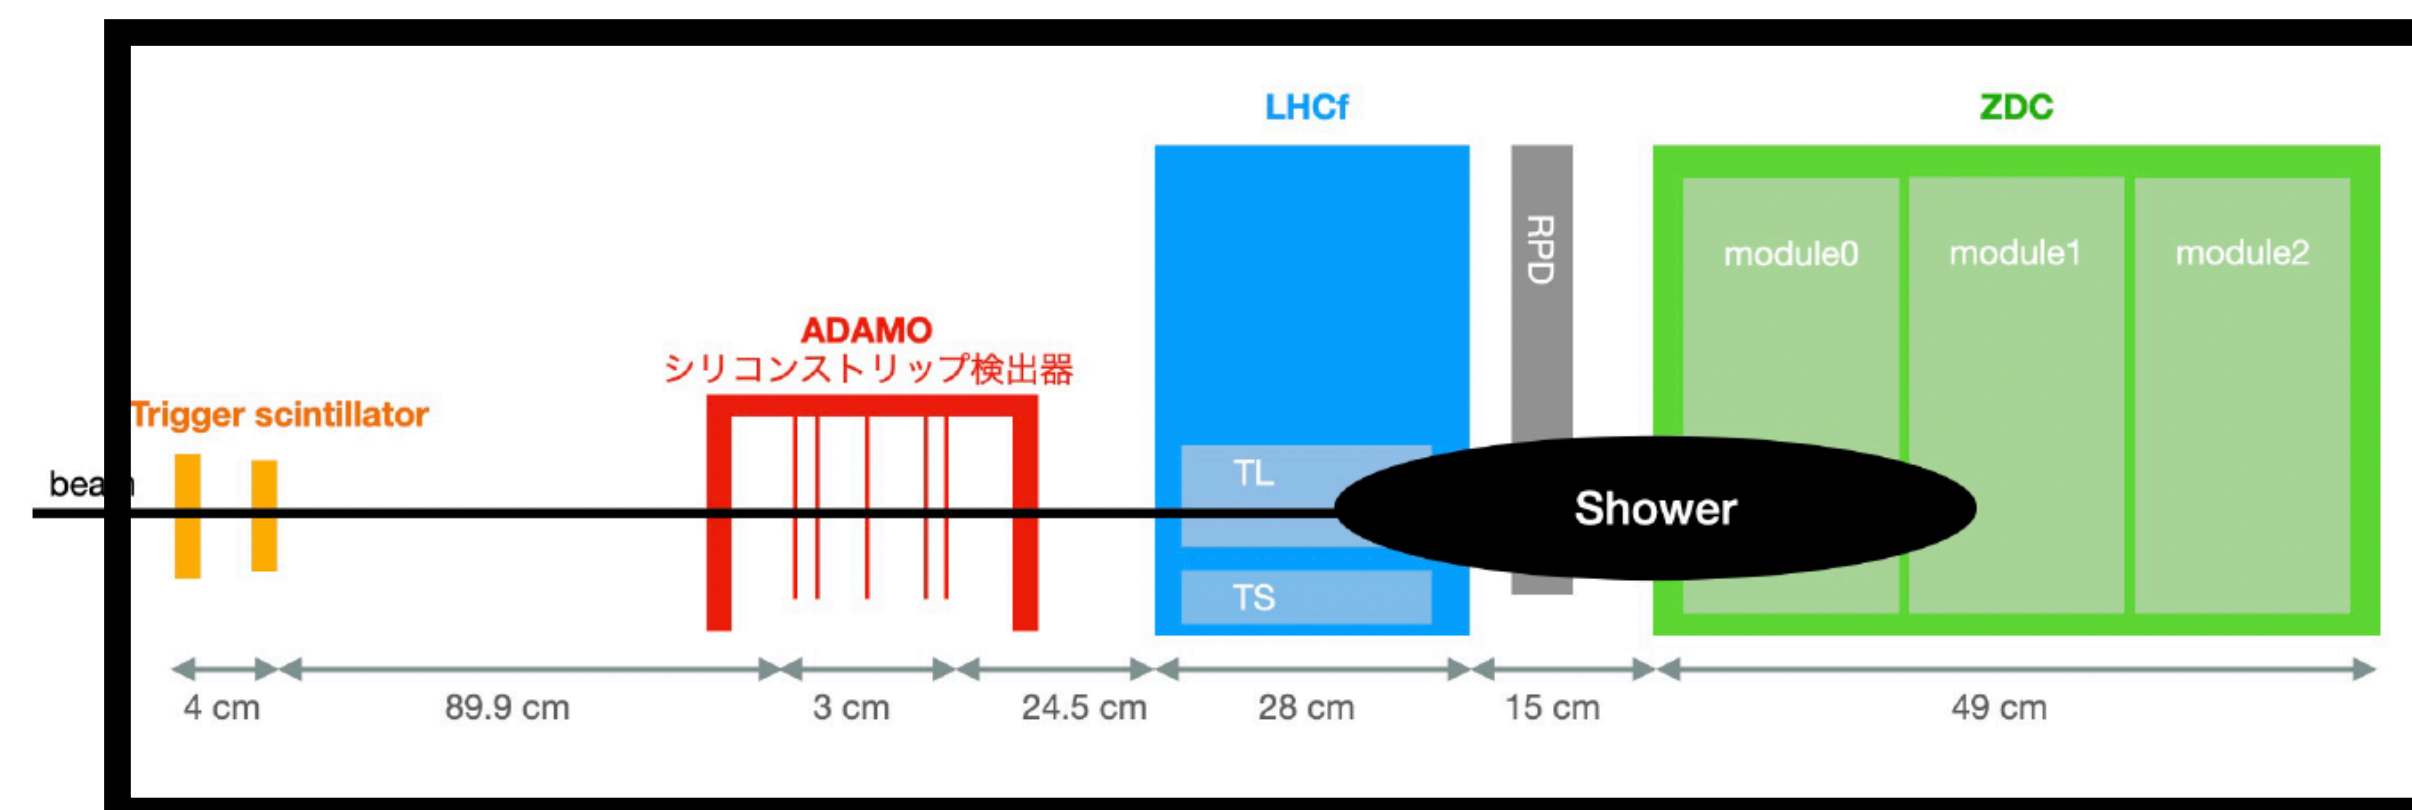 LHCf
ZDC
RPD
module0
module1
module2
ADAMO
シリコンストリップ検出器
Trigger scintillator
TL
beam
Shower
TS
4 cm
89.9 cm
3 cm
24.5 cm
28 cm
15 cm
49 cm